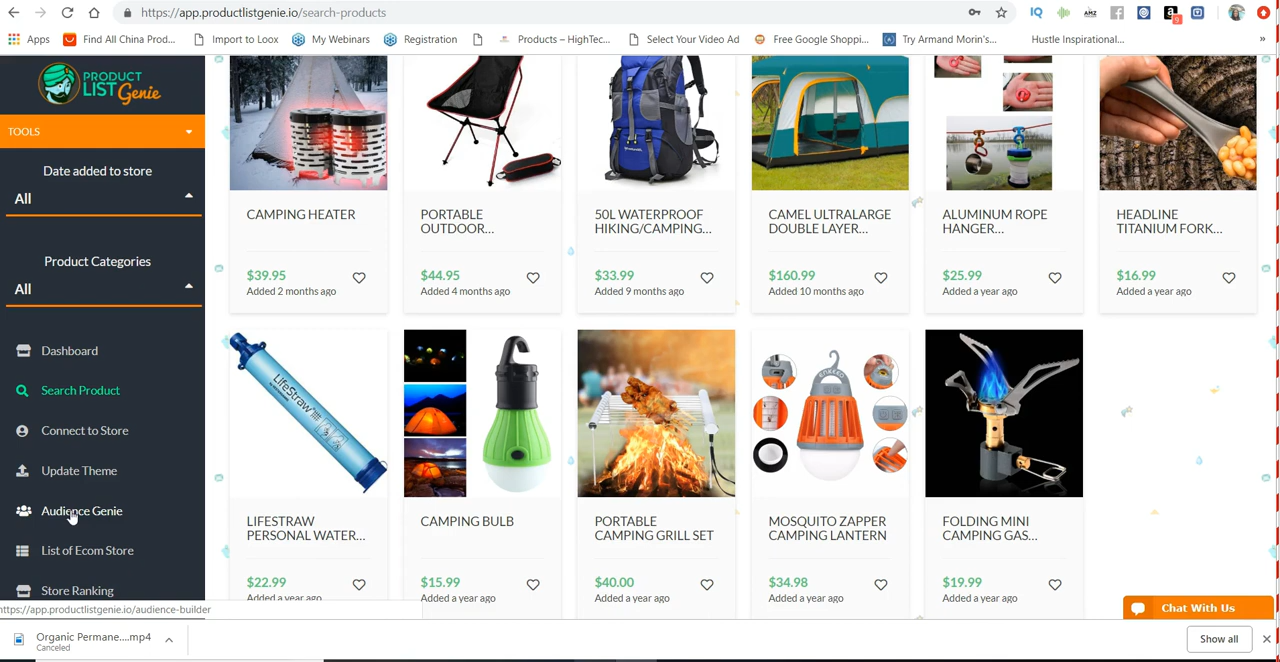 https://app.productlistgenie.io/search-products
IQ
AMZ
a
9
Apps
Find All China Prod...
Import to Loox
My Webinars
Registration
Products – HighTec...
Select Your Video Ad
Free Google Shoppi...
Try Armand Morin's...
Hustle Inspirational...
»
PRODUCT
LIST Genie
TOOLS
Date added to store
All
Product Categories
All
Dashboard
Search Product
Connect to Store
Update Theme
Audience Genie
List of Ecom Store
Store Ranking
CAMPING HEATER
$39.95
Added 2 months ago
PORTABLE
OUTDOOR...
$44.95
Added 4 months ago
50L WATERPROOF
HIKING/CAMPING...
$33.99
Added 9 months ago
CAMEL ULTRALARGE
DOUBLE LAYER...
$160.99
Added 10 months ago
ALUMINUM ROPE
HANGER...
$25.99
Added a year ago
HEADLINE
TITANIUM FORK...
$16.99
Added a year ago
LifeStraw
LIFESTRAW
PERSONAL WATER...
$22.99
Added a year ago
CAMPING BULB
$15.99
Added a year ago
PORTABLE
CAMPING GRILL SET
$40.00
Added a year ago
ENKEEO
MOSQUITO ZAPPER
CAMPING LANTERN
$34.98
Added a year ago
FOLDING MINI
CAMPING GAS...
$19.99
Added a year ago
https://app.productlistgenie.io/audience-builder
Chat With Us
Organic Permane....mp4
Canceled
Show all